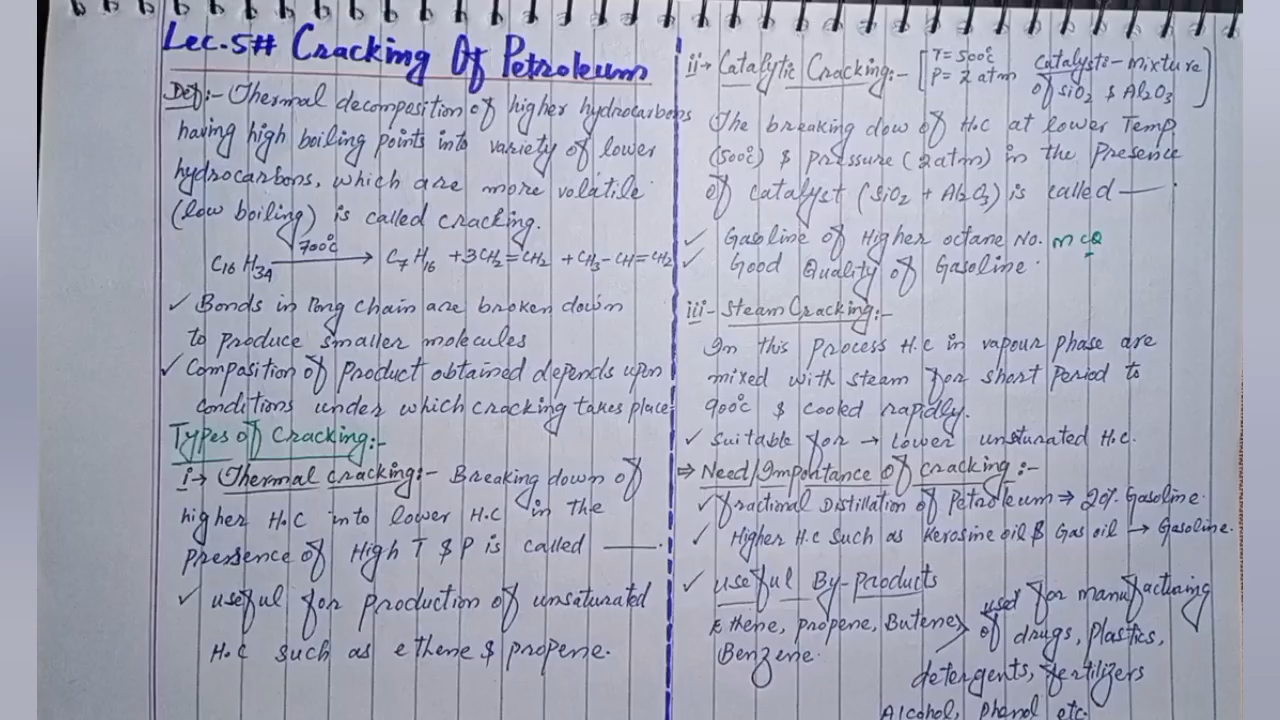 Lec.5# Cracking Of Petroleum
Def:- Thermal decomposition of higher hydrocarbons
having high boiling points into variety of lower
hydrocarbons, which are more volatile
(low boiling) is called cracking.
C16 H34 —700°C→ C7 H16 + 3CH2=CH2 + CH3-CH=CH2
✓ Bonds in long chain are broken down
to produce smaller molecules
✓ Composition of product obtained depends upon
conditions under which cracking takes place
Types of Cracking:-
i→ Thermal cracking:- Breaking down of
higher H.C into lower H.C in the
pressence of High T & P is called ——.
✓ useful for production of unsaturated
H.C such as ethene & propene.
ii→ Catalytic Cracking:- [T = 500°C Catalyst:- mixture
P = 2 atm of SiO2 & Al2O3]
The breaking dow of H.C at lower Temp
(500°C) & pressure (2atm) in the presence
of catalyst (SiO2 + Al2O3) is called ——.
✓ Gasoline of Higher octane No. mcQ
✓ Good Quality of Gasoline.
iii- Steam Cracking:-
In this process H.c in vapour phase are
mixed with steam for short period to
900°C & cooled rapidly.
✓ Suitable for → Lower unsturated H.c.
⇒ Need/Importance of cracking:-
✓ fractional Distillation of Petroleum ⇒ 20% Gasoline.
✓ Higher H.c such as Kerosine oil & Gas oil → Gasoline.
✓ useful By-Products
Ethene, propene, Butene,
Benzene.
used for manufactuing
of drugs, plastics,
detergents, fertilizers
Alcohol, phenol etc.